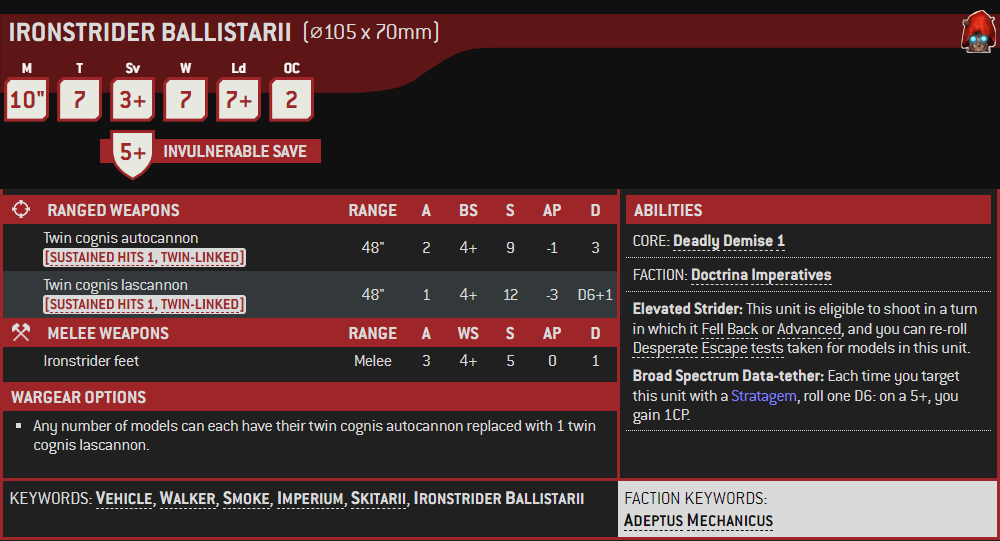 IRONSTRIDER BALLISTARII (⌀105 x 70mm)
M T Sv W Ld OC
10" 7 3+ 7 7+ 2
5+ INVULNERABLE SAVE
RANGED WEAPONS RANGE A BS S AP D
Twin cognis autocannon
[SUSTAINED HITS 1, TWIN-LINKED]
48" 2 4+ 9 -1 3
Twin cognis lascannon
[SUSTAINED HITS 1, TWIN-LINKED]
48" 1 4+ 12 -3 D6+1
MELEE WEAPONS RANGE A WS S AP D
Ironstrider feet Melee 3 4+ 5 0 1
WARGEAR OPTIONS
▪ Any number of models can each have their twin cognis autocannon replaced with 1 twin
cognis lascannon.
ABILITIES
CORE: Deadly Demise 1
FACTION: Doctrina Imperatives
Elevated Strider: This unit is eligible to shoot in a turn
in which it Fell Back or Advanced, and you can re-roll
Desperate Escape tests taken for models in this unit.
Broad Spectrum Data-tether: Each time you target
this unit with a Stratagem, roll one D6: on a 5+, you
gain 1CP.
KEYWORDS: VEHICLE, WALKER, SMOKE, IMPERIUM, SKITARII, IRONSTRIDER BALLISTARII
FACTION KEYWORDS:
ADEPTUS MECHANICUS